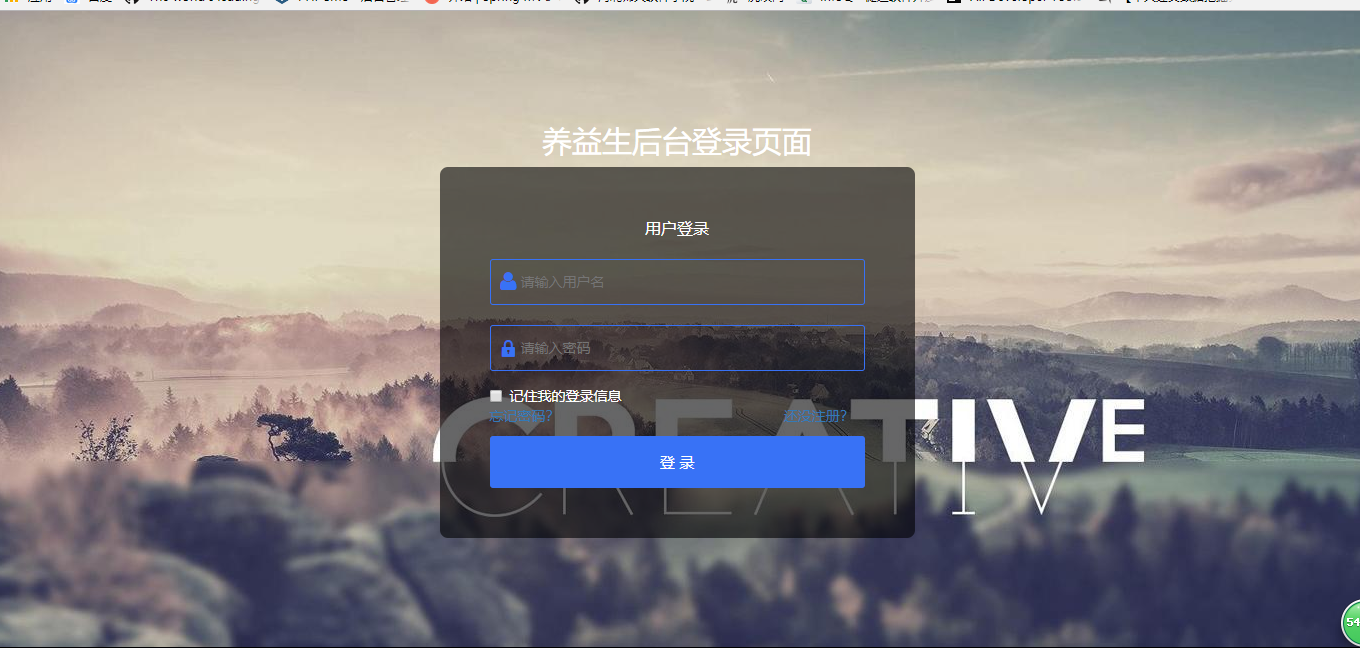 养益生后台登录页面
用户登录
请输入用户名
请输入密码
记住我的登录信息
忘记密码?
还没注册?
登 录
CREATIVE
54